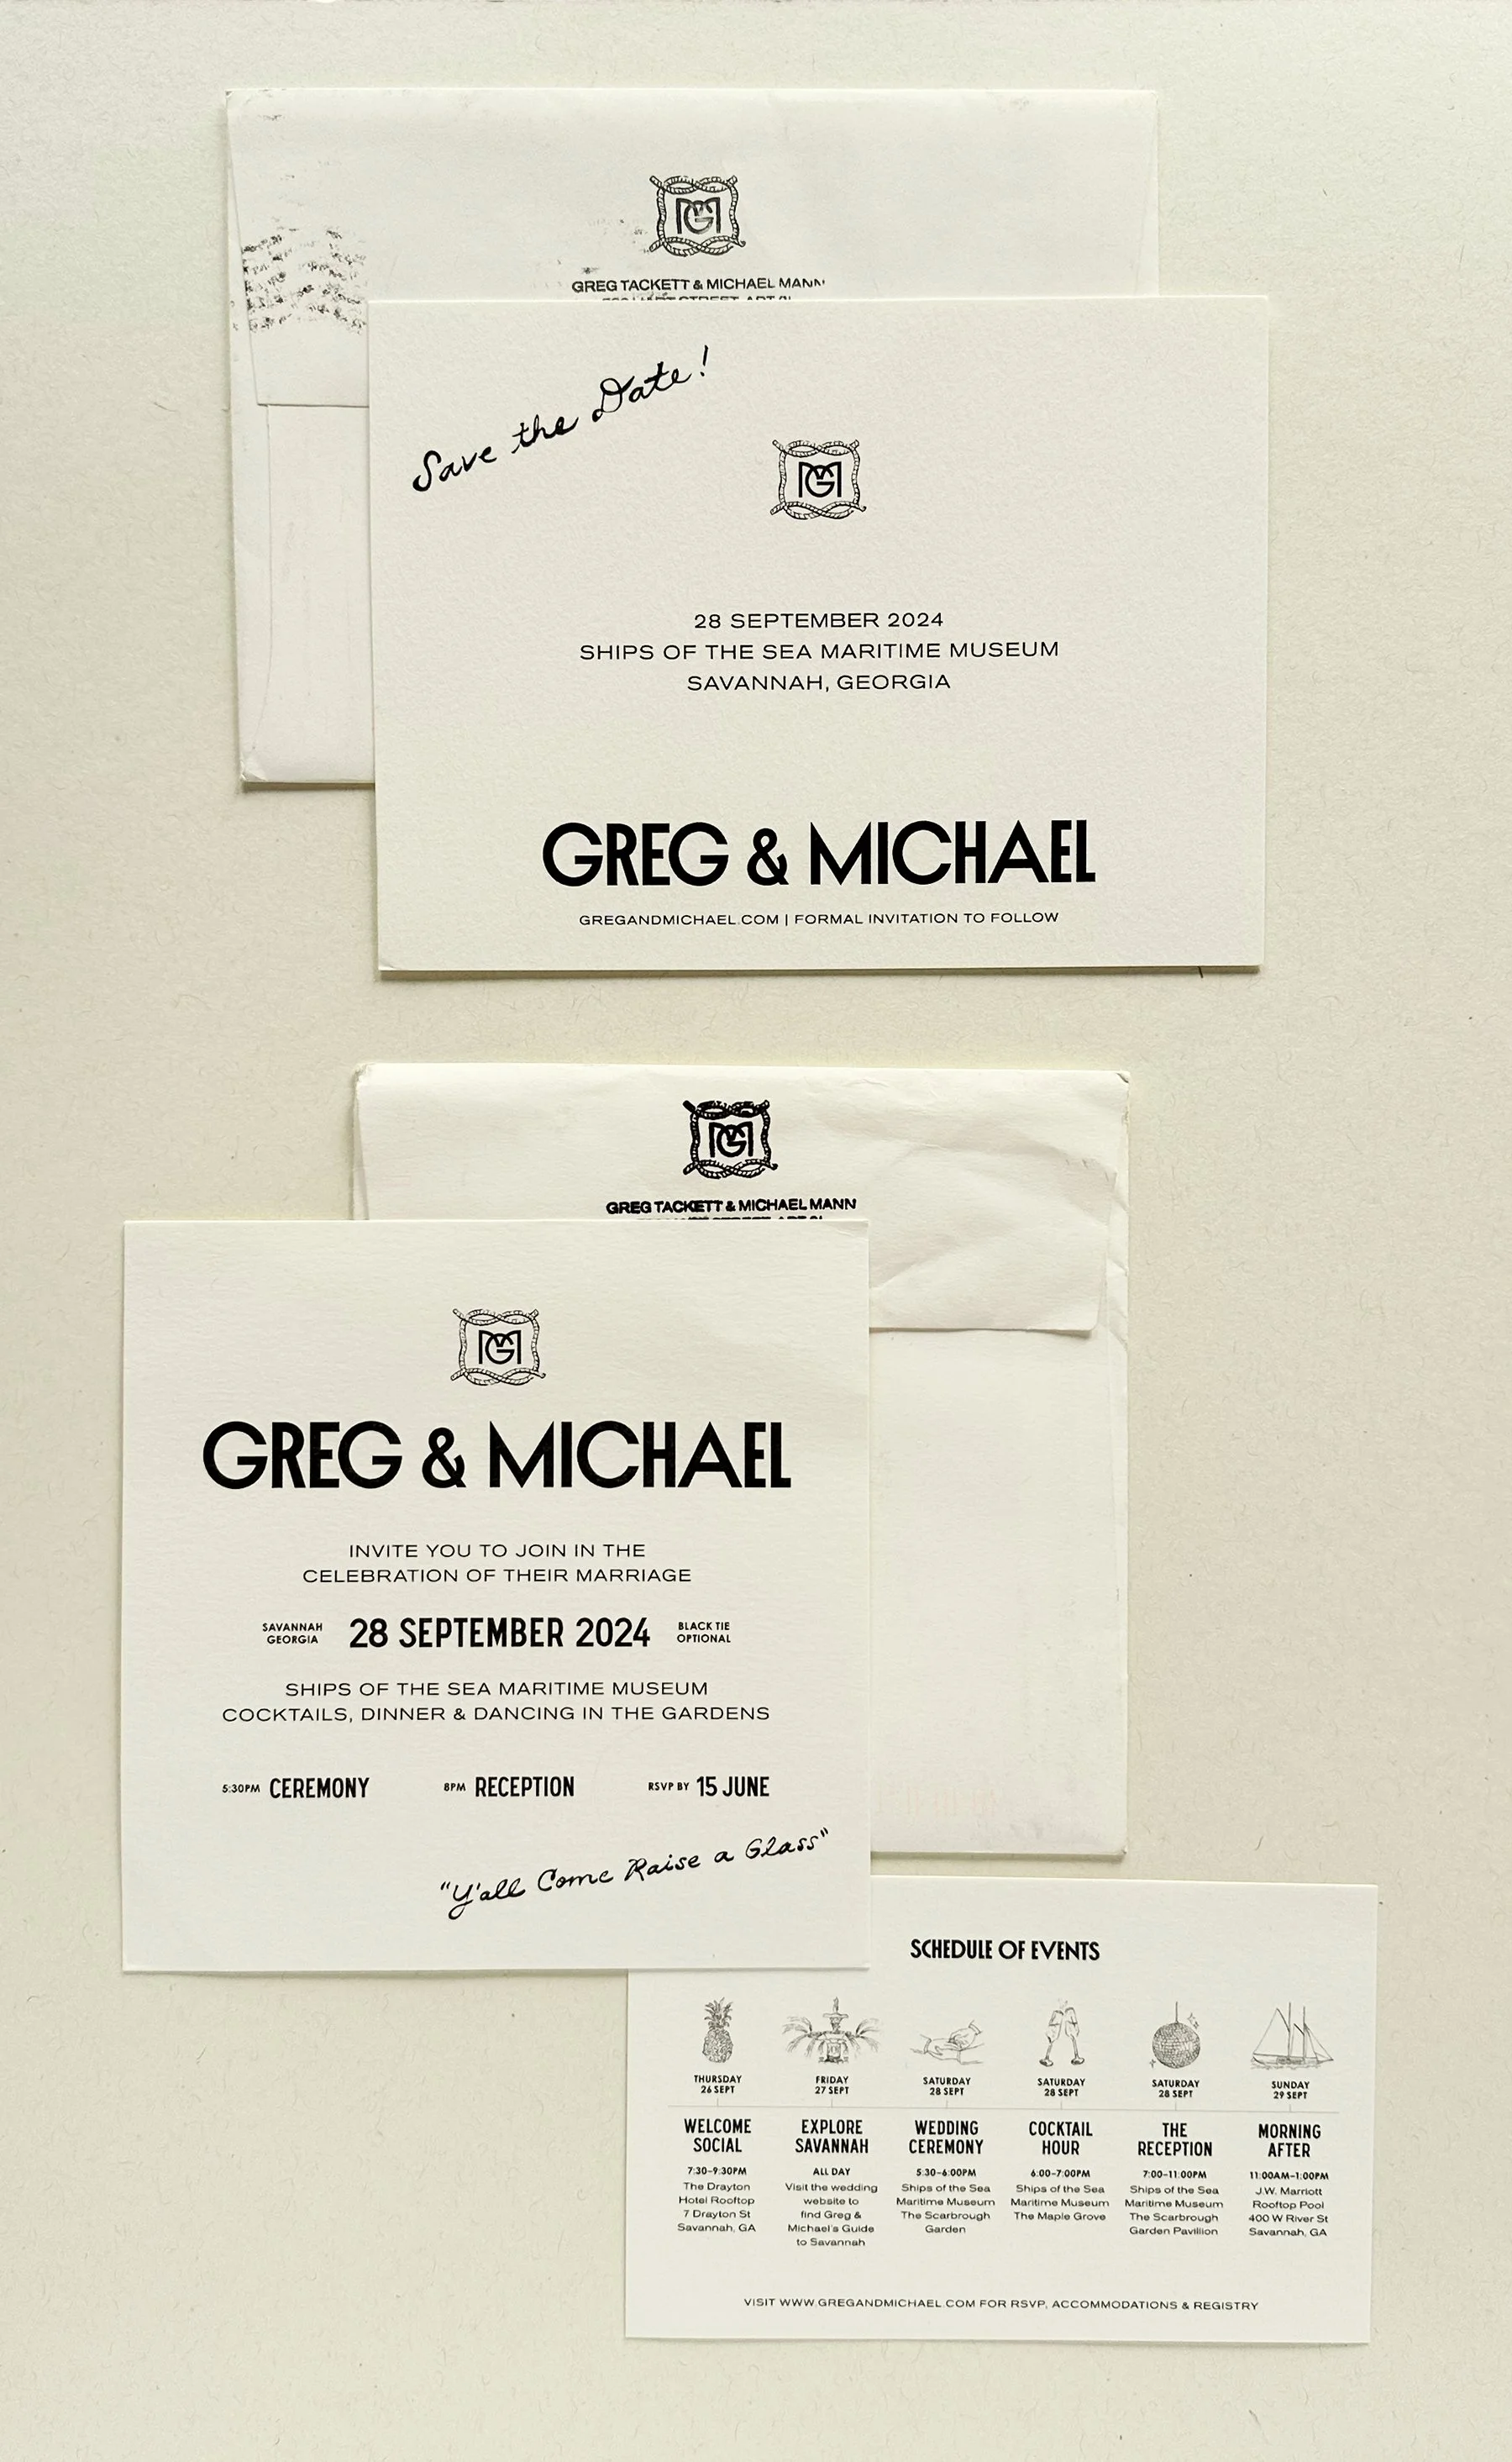 GREG TACKETT & MICHAEL MANN
Save the Date!
MG
28 SEPTEMBER 2024
SHIPS OF THE SEA MARITIME MUSEUM
SAVANNAH, GEORGIA
GREG & MICHAEL
GREGANDMICHAEL.COM | FORMAL INVITATION TO FOLLOW
MG
GREG TACKETT & MICHAEL MANN
MG
GREG & MICHAEL
INVITE YOU TO JOIN IN THE
CELEBRATION OF THEIR MARRIAGE
SAVANNAH
GEORGIA
28 SEPTEMBER 2024
BLACK TIE
OPTIONAL
SHIPS OF THE SEA MARITIME MUSEUM
COCKTAILS, DINNER & DANCING IN THE GARDENS
5:30PM CEREMONY
8PM RECEPTION
RSVP BY 15 JUNE
"Y'all Come Raise a Glass"
SCHEDULE OF EVENTS
THURSDAY
26 SEPT
WELCOME
SOCIAL
7:30-9:30PM
The Drayton
Hotel Rooftop
7 Drayton St
Savannah, GA
FRIDAY
27 SEPT
EXPLORE
SAVANNAH
ALL DAY
Visit the wedding
website to
find Greg &
Michael's Guide
to Savannah
SATURDAY
28 SEPT
WEDDING
CEREMONY
5:30-6:00PM
Ships of the Sea
Maritime Museum
The Scarbrough
Garden
SATURDAY
28 SEPT
COCKTAIL
HOUR
6:00-7:00PM
Ships of the Sea
Maritime Museum
The Maple Grove
SATURDAY
28 SEPT
THE
RECEPTION
7:00-11:00PM
Ships of the Sea
Maritime Museum
The Scarbrough
Garden Pavilion
SUNDAY
29 SEPT
MORNING
AFTER
11:00AM-1:00PM
J.W. Marriott
Rooftop Pool
400 W River St
Savannah, GA
VISIT WWW.GREGANDMICHAEL.COM FOR RSVP, ACCOMMODATIONS & REGISTRY